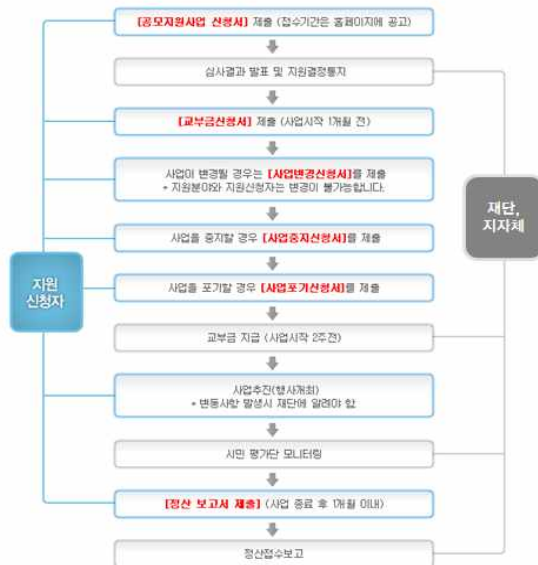 [공모지원사업 신청서] 제출 (접수기간은 홈페이지에 공고)
심사결과 발표 및 지원결정통지
[교부금신청서] 제출 (사업시작 1개월 전)
사업이 변경될 경우는 [사업변경신청서]를 제출
* 지원분야와 지원신청자는 변경이 불가능합니다.
사업을 중지할 경우 [사업중지신청서]를 제출
사업을 포기할 경우 [사업포기신청서]를 제출
교부금 지급 (사업시작 2주전)
사업추진(행사개최)
* 변동사항 발생시 재단에 알려야 함
시민 평가단 모니터링
[정산 보고서 제출] (사업 종료 후 1개월 이내)
정산접수보고
지원
신청자
재단,
지자체